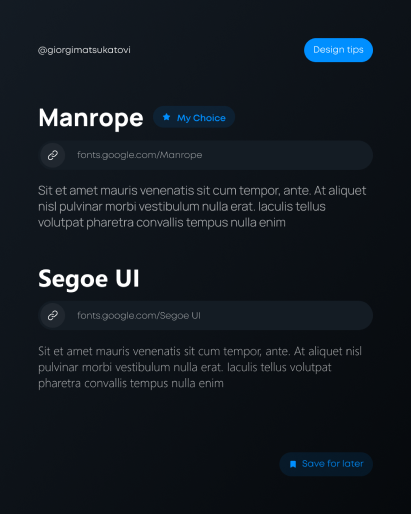 @giorgimatsukatovi
Design tips
Manrope
My Choice
fonts.google.com/Manrope
Sit et amet mauris venenatis sit cum tempor, ante. At aliquet
nisl pulvinar morbi vestibulum nulla erat. Iaculis tellus
volutpat pharetra convallis tempus nulla enim
Segoe UI
fonts.google.com/Segoe UI
Sit et amet mauris venenatis sit cum tempor, ante. At aliquet nisl
pulvinar morbi vestibulum nulla erat. Iaculis tellus volutpat
pharetra convallis tempus nulla enim
Save for later